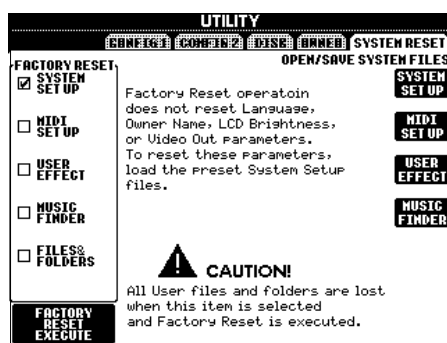 UTILITY
CONFIG 1 CONFIG 2 DISK OWNER SYSTEM RESET
FACTORY RESET
OPEN/SAVE SYSTEM FILES
SYSTEM
SET UP
MIDI
SET UP
USER
EFFECT
MUSIC
FINDER
FILES&
FOLDERS
FACTORY
RESET
EXECUTE
Factory Reset operatoin
does not reset Language,
Owner Name, LCD Brightness,
or Video Out parameters.
To reset these parameters,
load the preset System Setup
files.
CAUTION!
All User files and folders are lost
when this item is selected
and Factory Reset is executed.
SYSTEM
SET UP
MIDI
SET UP
USER
EFFECT
MUSIC
FINDER